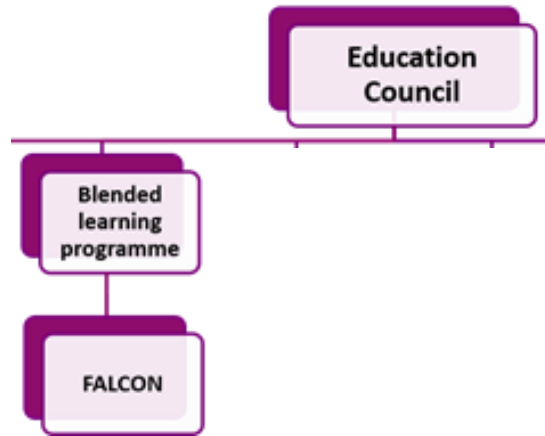 Education
Council
Blended
learning
programme
FALCON